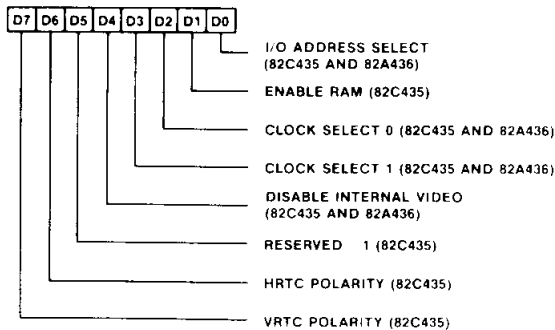 D7 D6 D5 D4 D3 D2 D1 D0
I/O ADDRESS SELECT
(82C435 AND 82A436)
ENABLE RAM (82C435)
CLOCK SELECT 0 (82C435 AND 82A436)
CLOCK SELECT 1 (82C435 AND 82A436)
DISABLE INTERNAL VIDEO
(82C435 AND 82A436)
RESERVED 1 (82C435)
HRTC POLARITY (82C435)
VRTC POLARITY (82C435)